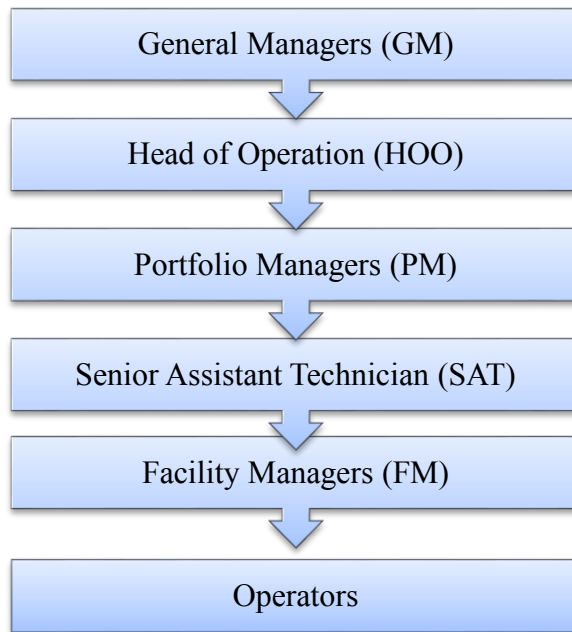 General Managers (GM)
Head of Operation (HOO)
Portfolio Managers (PM)
Senior Assistant Technician (SAT)
Facility Managers (FM)
Operators